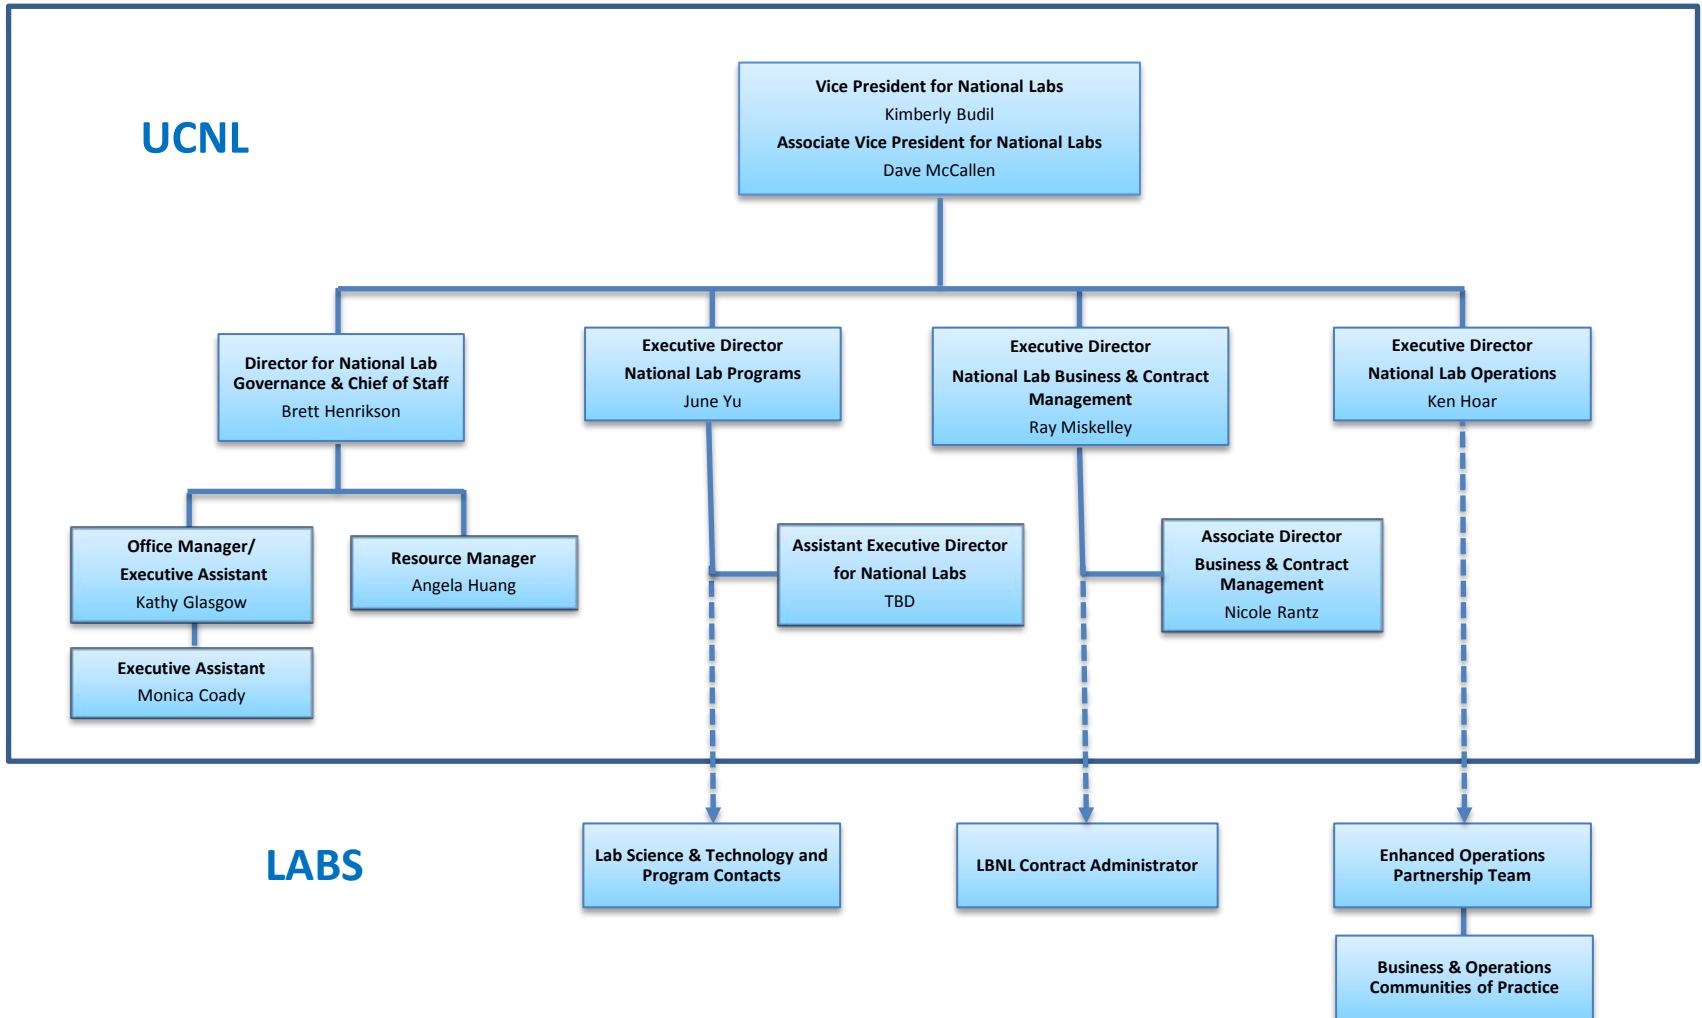 UCNL
Vice President for National Labs
Kimberly Budil
Associate Vice President for National Labs
Dave McCallen
Director for National Lab
Governance & Chief of Staff
Brett Henrikson
Executive Director
National Lab Programs
June Yu
Executive Director
National Lab Business & Contract
Management
Ray Miskelley
Executive Director
National Lab Operations
Ken Hoar
Office Manager/
Executive Assistant
Kathy Glasgow
Resource Manager
Angela Huang
Assistant Executive Director
for National Labs
TBD
Associate Director
Business & Contract
Management
Nicole Rantz
Executive Assistant
Monica Coady
LABS
Lab Science & Technology and
Program Contacts
LBNL Contract Administrator
Enhanced Operations
Partnership Team
Business & Operations
Communities of Practice